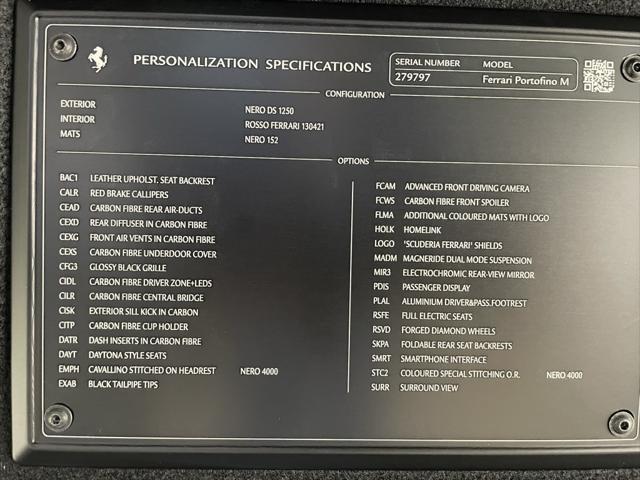 PERSONALIZATION SPECIFICATIONS
SERIAL NUMBER MODEL
279797 Ferrari Portofino M
CONFIGURATION
EXTERIOR NERO DS 1250
INTERIOR ROSSO FERRARI 130421
MATS NERO 152
OPTIONS
BAC1 LEATHER UPHOLST. SEAT BACKREST
CALR RED BRAKE CALLIPERS
CEAD CARBON FIBRE REAR AIR-DUCTS
CEXD REAR DIFFUSER IN CARBON FIBRE
CEXG FRONT AIR VENTS IN CARBON FIBRE
CEXS CARBON FIBRE UNDERDOOR COVER
CFG3 GLOSSY BLACK GRILLE
CIDL CARBON FIBRE DRIVER ZONE+LEDS
CILR CARBON FIBRE CENTRAL BRIDGE
CISK EXTERIOR SILL KICK IN CARBON
CITP CARBON FIBRE CUP HOLDER
DATR DASH INSERTS IN CARBON FIBRE
DAYT DAYTONA STYLE SEATS
EMPH CAVALLINO STITCHED ON HEADREST NERO 4000
EXAB BLACK TAILPIPE TIPS
FCAM ADVANCED FRONT DRIVING CAMERA
FCWS CARBON FIBRE FRONT SPOILER
FLMA ADDITIONAL COLOURED MATS WITH LOGO
HOLK HOMELINK
LOGO 'SCUDERIA FERRARI' SHIELDS
MADM MAGNERIDE DUAL MODE SUSPENSION
MIR3 ELECTROCHROMIC REAR-VIEW MIRROR
PDIS PASSENGER DISPLAY
PLAL ALUMINIUM DRIVER&PASS.FOOTREST
RSFE FULL ELECTRIC SEATS
RSVD FORGED DIAMOND WHEELS
SKPA FOLDABLE REAR SEAT BACKRESTS
SMRT SMARTPHONE INTERFACE
STC2 COLOURED SPECIAL STITCHING O.R. NERO 4000
SURR SURROUND VIEW